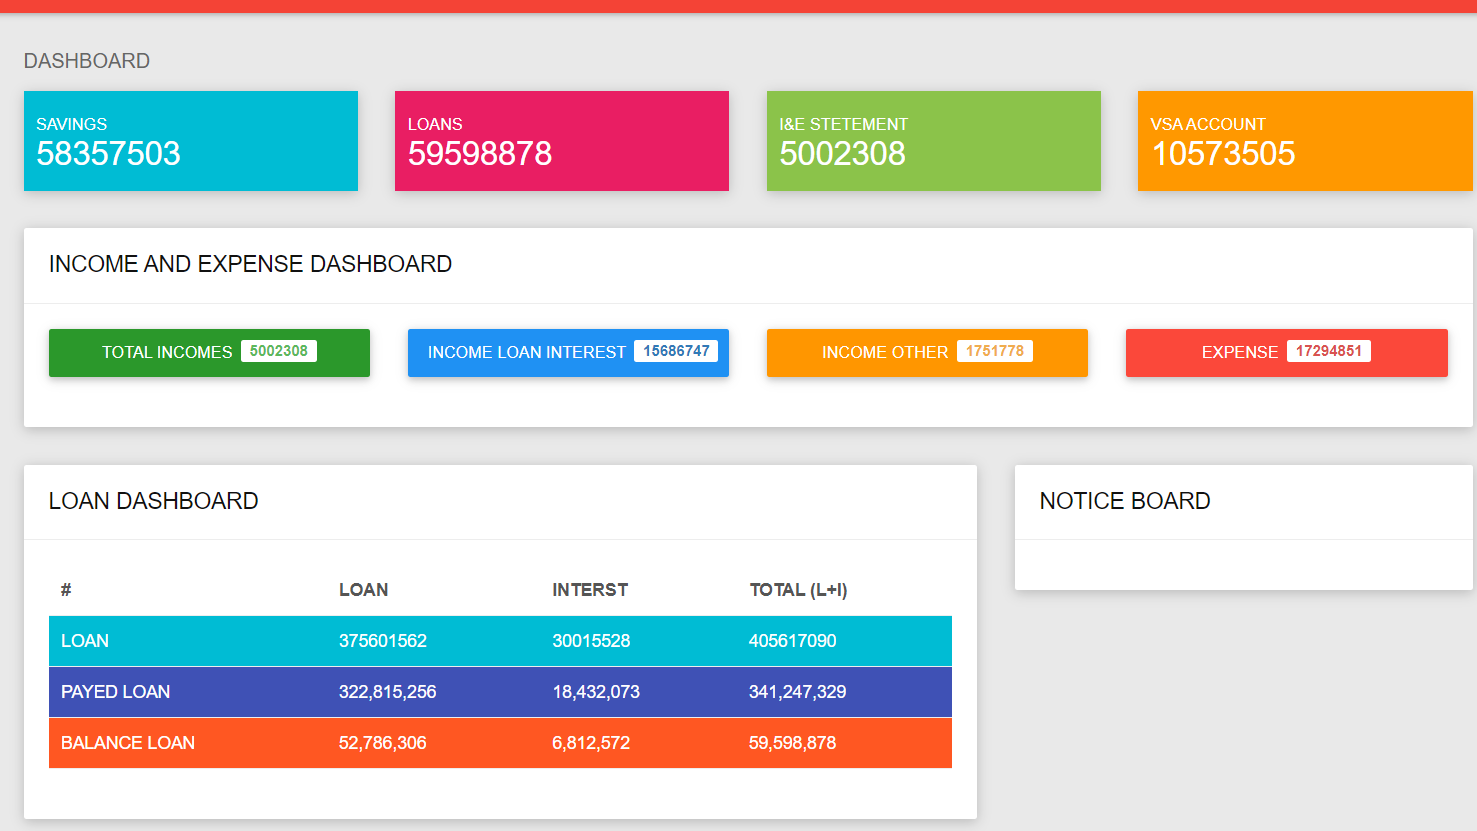 DASHBOARD
SAVINGS
58357503
LOANS
59598878
I&E STETEMENT
5002308
VSA ACCOUNT
10573505
INCOME AND EXPENSE DASHBOARD
TOTAL INCOMES 5002308
INCOME LOAN INTEREST 15686747
INCOME OTHER 1751778
EXPENSE 17294851
LOAN DASHBOARD
# LOAN INTERST TOTAL (L+I)
LOAN 375601562 30015528 405617090
PAYED LOAN 322,815,256 18,432,073 341,247,329
BALANCE LOAN 52,786,306 6,812,572 59,598,878
NOTICE BOARD